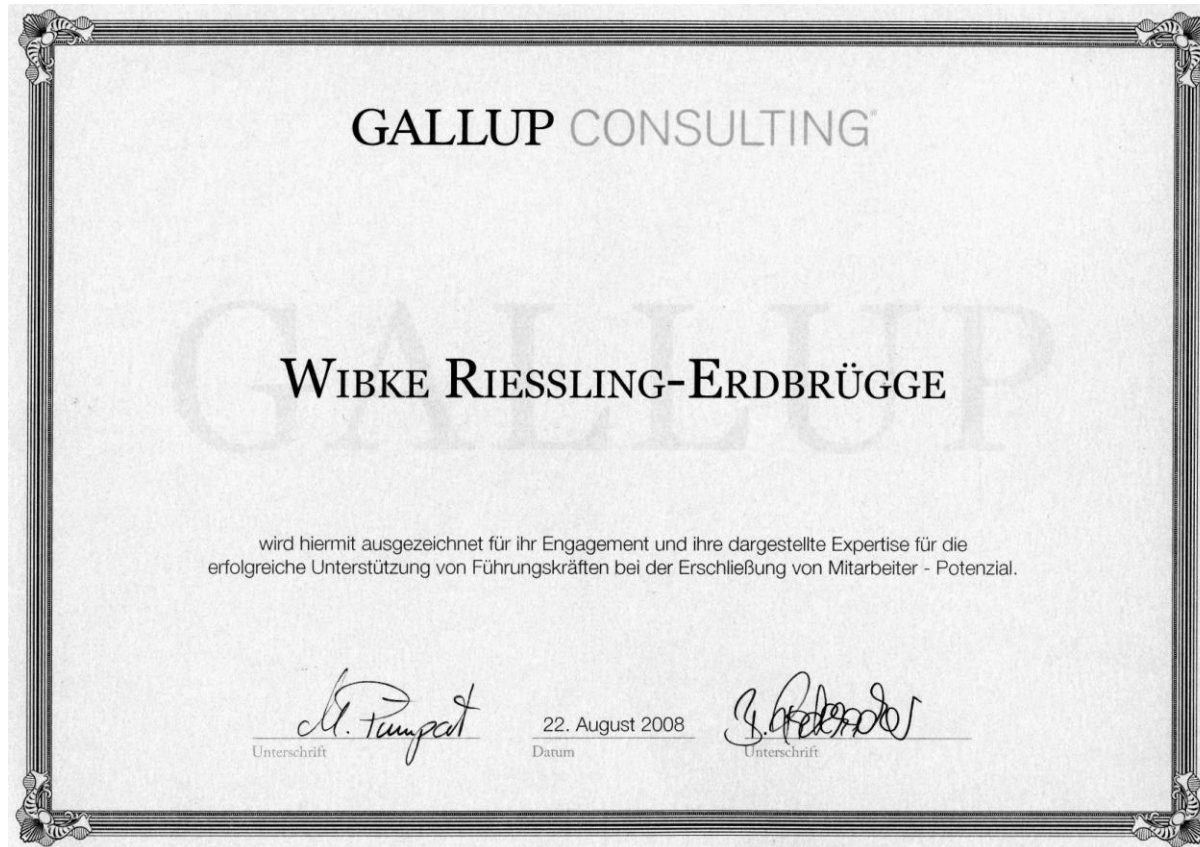 GALLUP CONSULTING®
GALLUP
WIBKE RIESSLING-ERDBRÜGGE
wird hiermit ausgezeichnet für ihr Engagement und ihre dargestellte Expertise für die
erfolgreiche Unterstützung von Führungskräften bei der Erschließung von Mitarbeiter - Potenzial.
22. August 2008
Unterschrift Datum Unterschrift